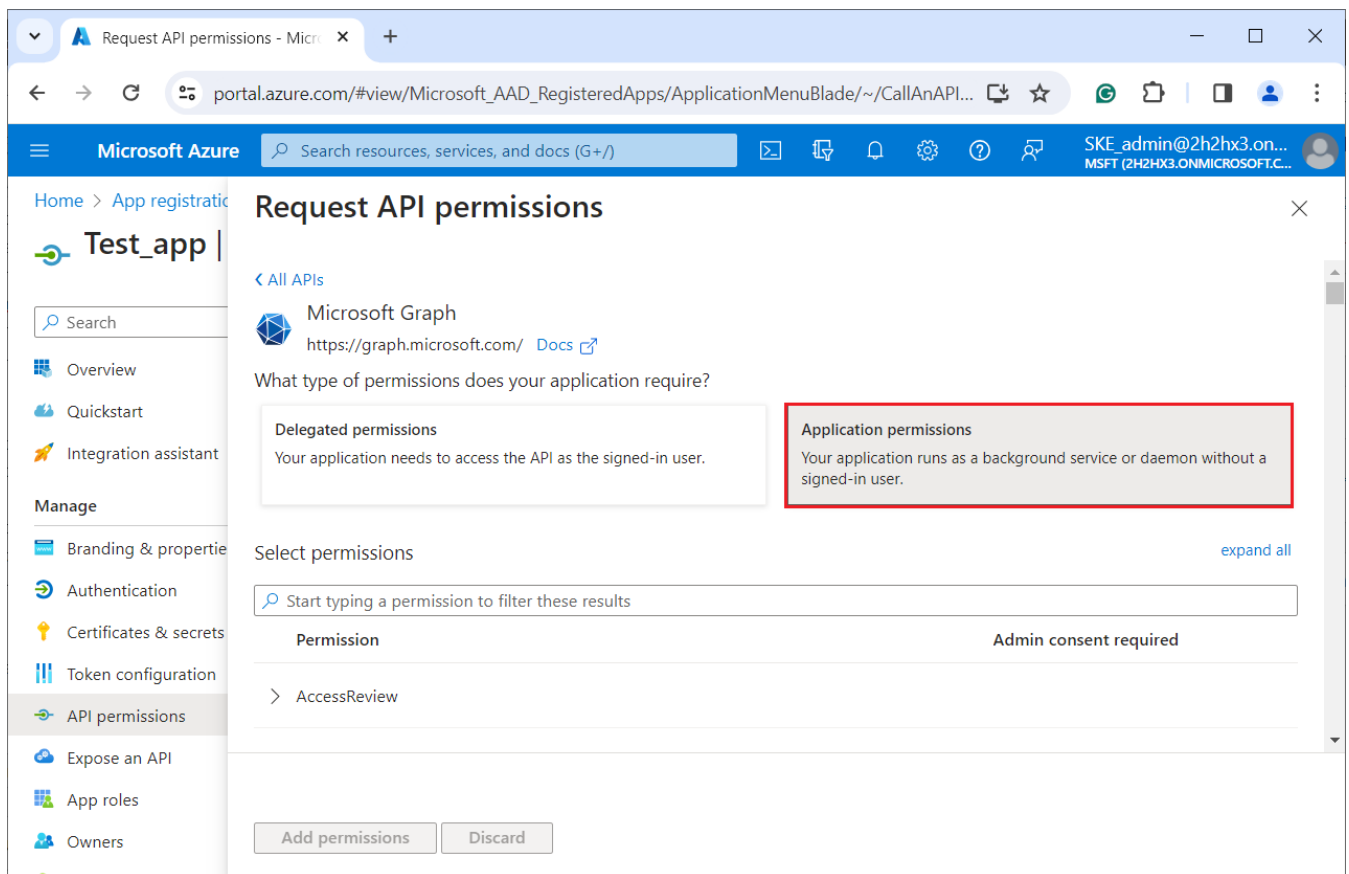 Request API permissions - Micr
portal.azure.com/#view/Microsoft_AAD_RegisteredApps/ApplicationMenuBlade/~/CallAnAPI...
Microsoft Azure
Search resources, services, and docs (G+/)
SKE_admin@2h2hx3.on...
MSFT (2H2HX3.ONMICROSOFT.C...
Home > App registratic
Test_app |
Search
Overview
Quickstart
Integration assistant
Manage
Branding & propertie
Authentication
Certificates & secrets
Token configuration
API permissions
Expose an API
App roles
Owners
Request API permissions
All APIs
Microsoft Graph
https://graph.microsoft.com/ Docs
What type of permissions does your application require?
Delegated permissions
Your application needs to access the API as the signed-in user.
Application permissions
Your application runs as a background service or daemon without a
signed-in user.
Select permissions
expand all
Start typing a permission to filter these results
Permission
Admin consent required
AccessReview
Add permissions
Discard